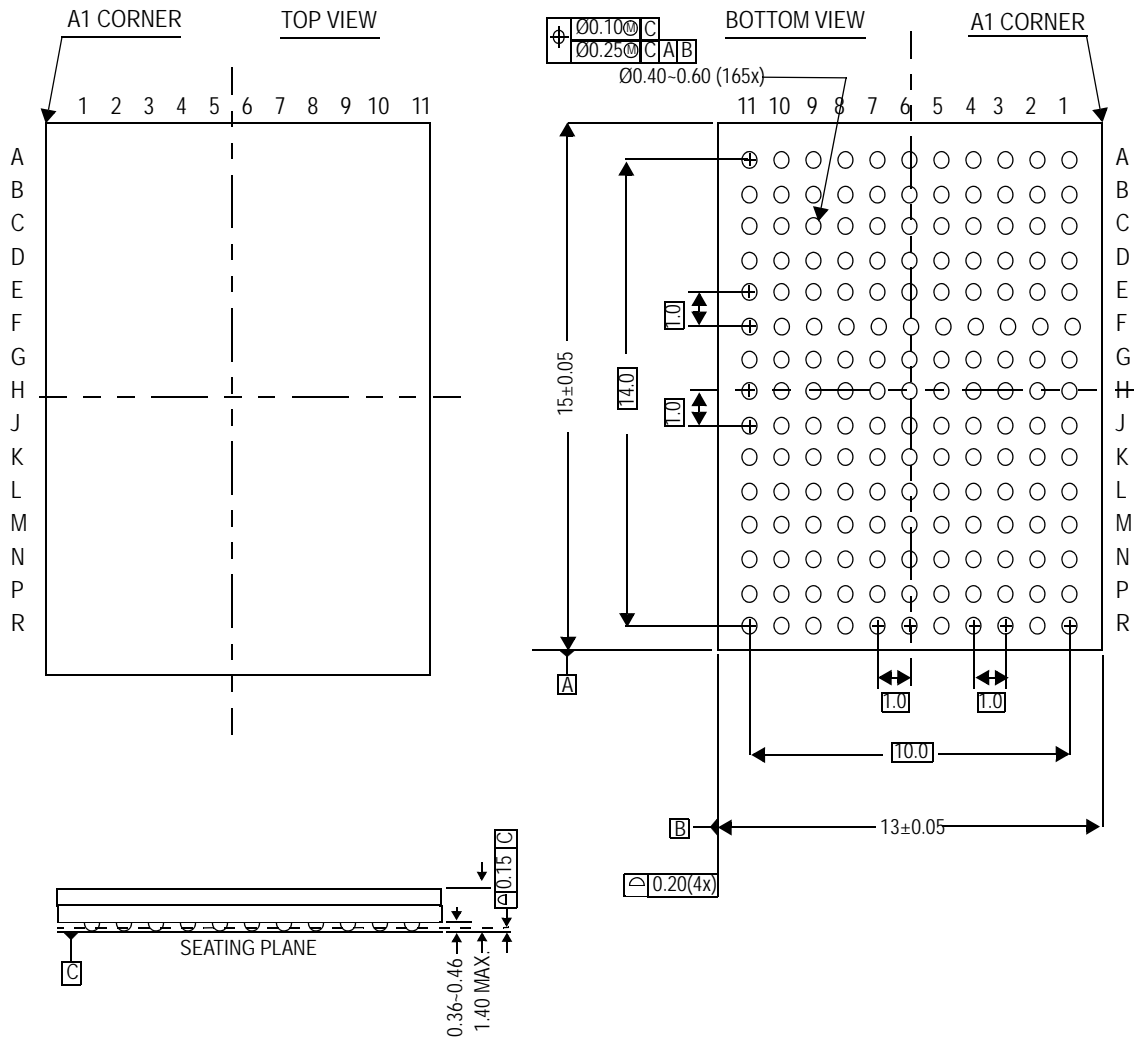 A1 CORNER
TOP VIEW
Ø0.10Ⓜ C
Ø0.25Ⓜ C A B
BOTTOM VIEW
A1 CORNER
Ø0.40~0.60 (165x)
1 2 3 4 5 6 7 8 9 10 11
11 10 9 8 7 6 5 4 3 2 1
A
B
C
D
E
F
G
H
J
K
L
M
N
P
R
15±0.05
14.0
1.0
1.0
A
B
C
D
E
F
G
H
J
K
L
M
N
P
R
A
1.0
1.0
10.0
B
13±0.05
0.20(4x)
0.15 C
SEATING PLANE
C
0.36~0.46
1.40 MAX.